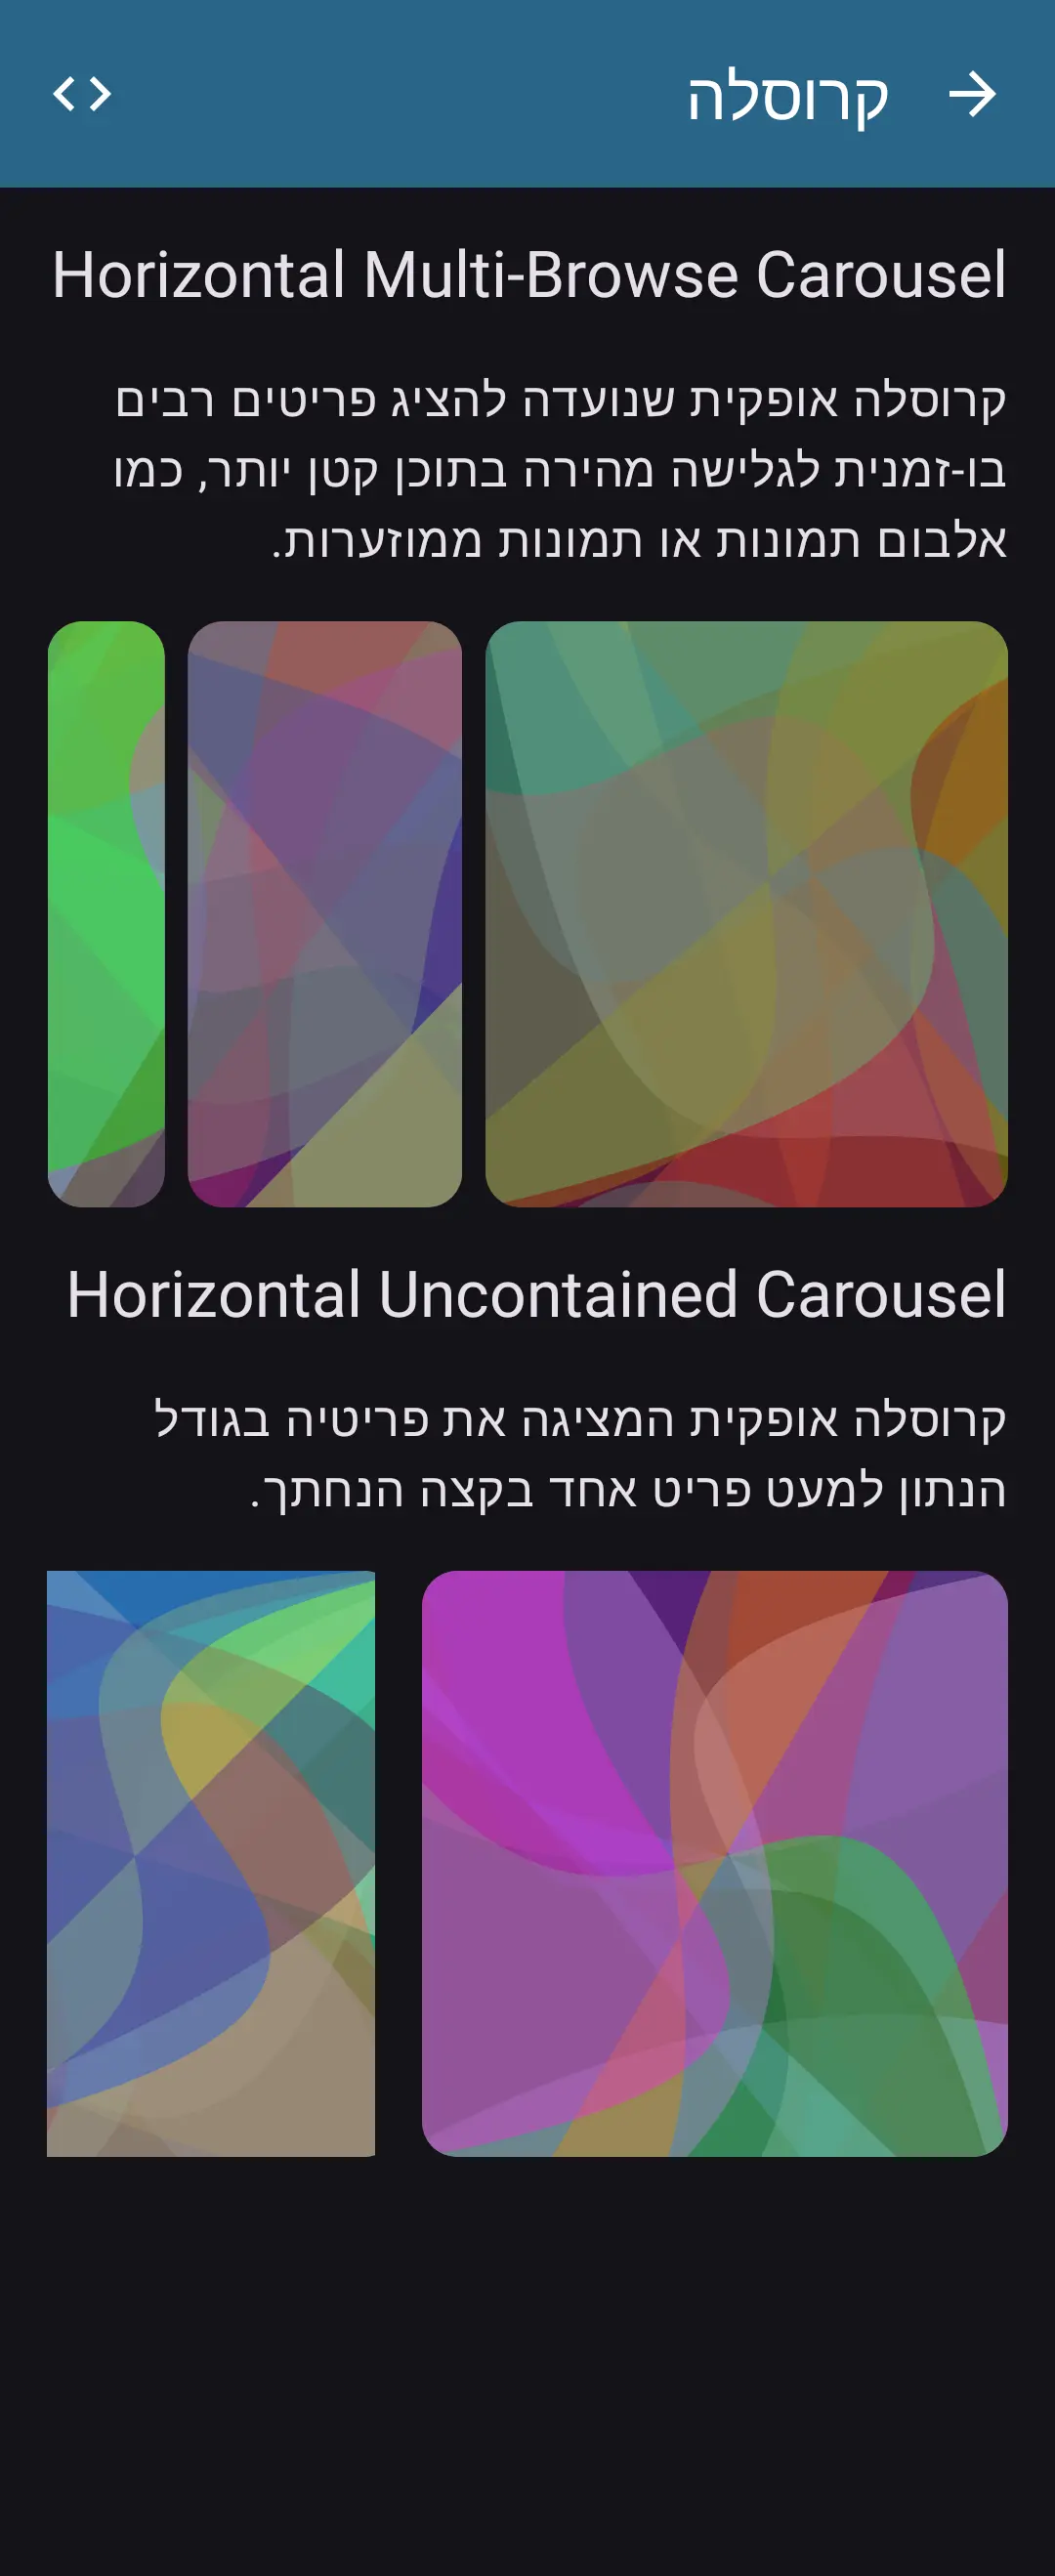 קרוסלה
Horizontal Multi-Browse Carousel
קרוסלה אופקית שנועדה להציג פריטים רבים
בו-זמנית לגלישה מהירה בתוכן קטן יותר, כמו
אלבום תמונות או תמונות ממוזערות.
Horizontal Uncontained Carousel
קרוסלה אופקית המציגה את פריטיה בגודל
הנתון למעט פריט אחד בקצה הנחתך.